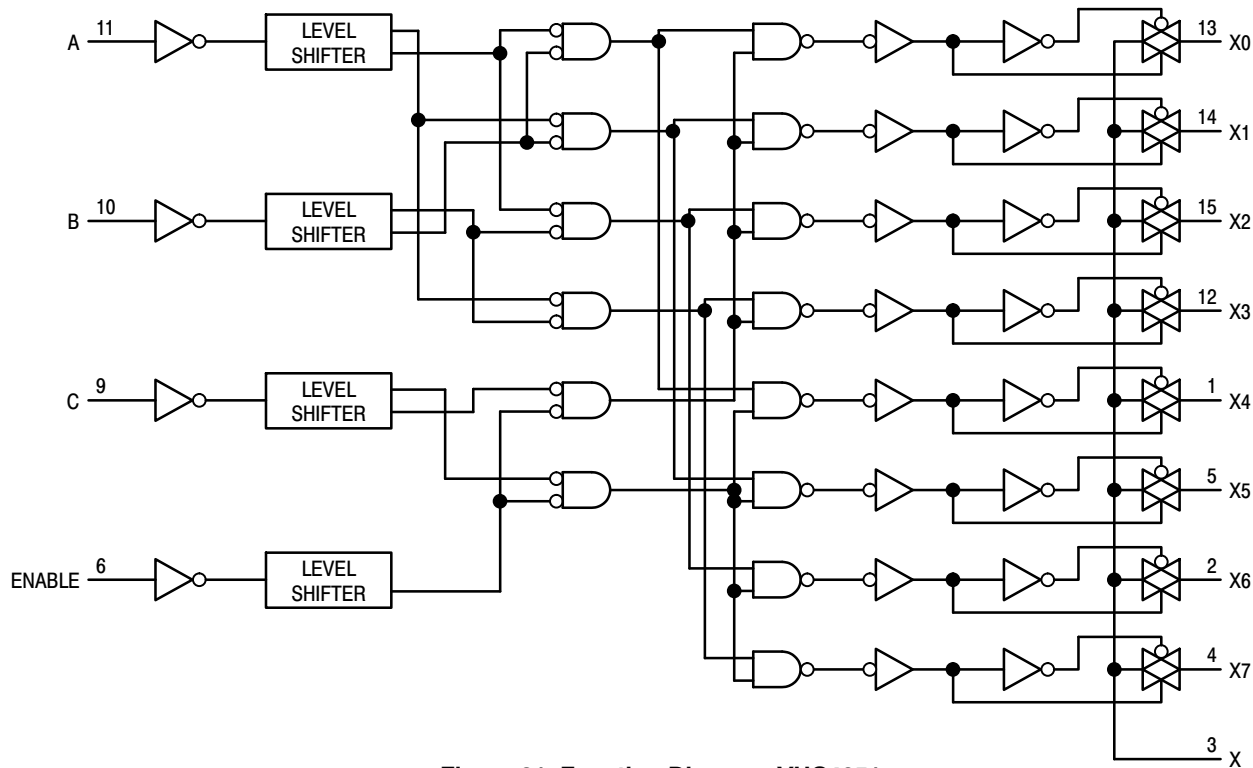 A 11 LEVEL SHIFTER 13 X0
14 X1
B 10 LEVEL SHIFTER 15 X2
12 X3
C 9 LEVEL SHIFTER 1 X4
5 X5
ENABLE 6 LEVEL SHIFTER 2 X6
4 X7
3 X